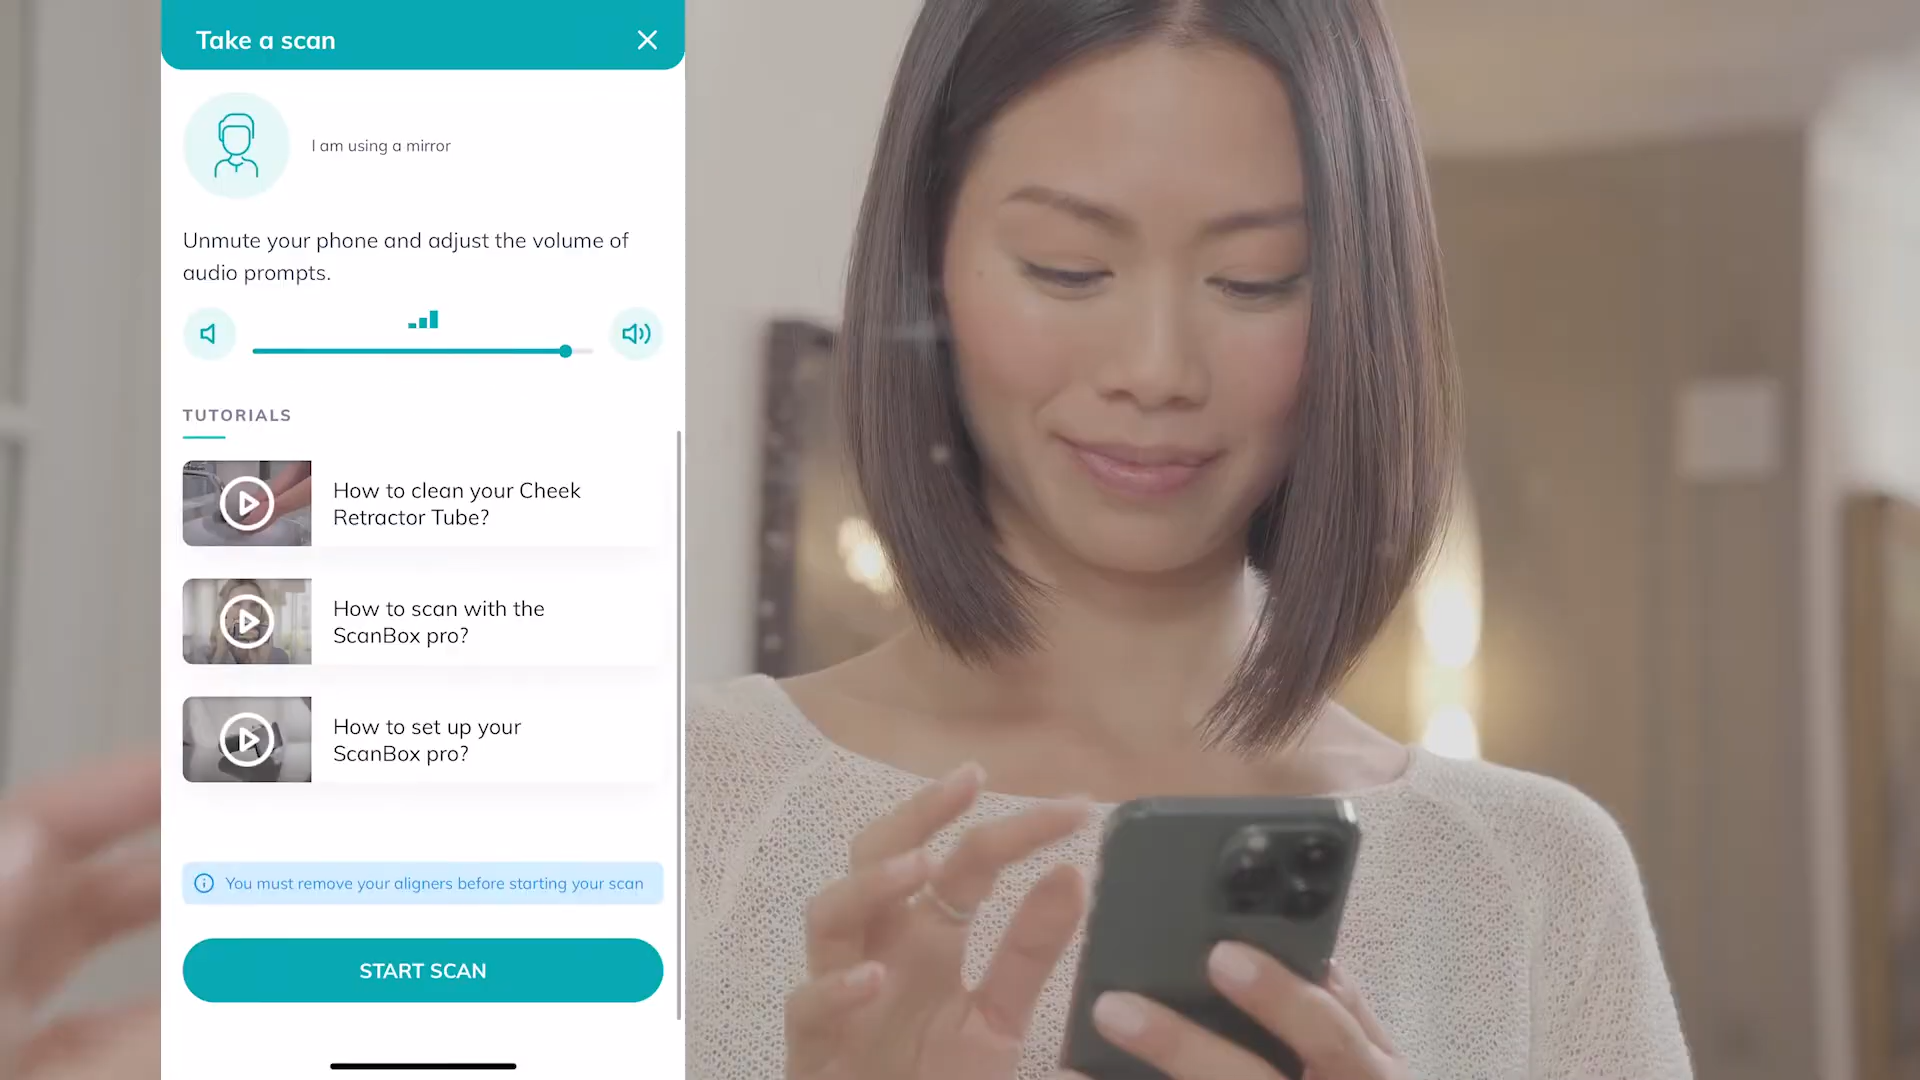 Take a scan
I am using a mirror
Unmute your phone and adjust the volume of
audio prompts.
TUTORIALS
How to clean your Cheek
Retractor Tube?
How to scan with the
ScanBox pro?
How to set up your
ScanBox pro?
You must remove your aligners before starting your scan
START SCAN